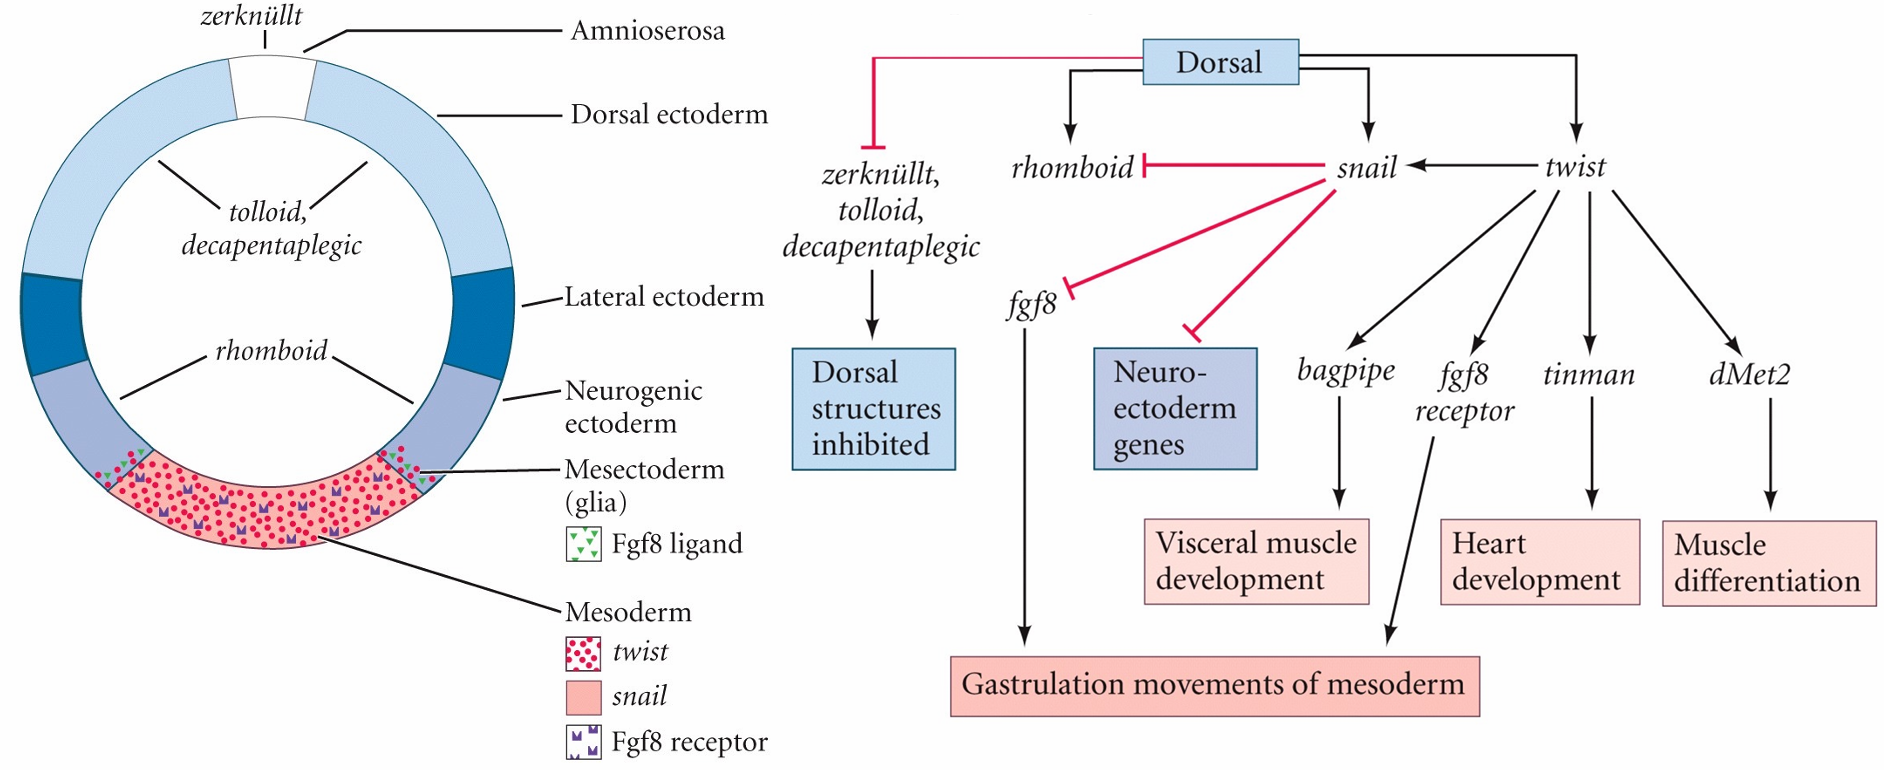 zerknüllt
Amnioserosa
Dorsal ectoderm
tolloid,
decapentaplegic
Lateral ectoderm
rhomboid
Neurogenic
ectoderm
Mesectoderm
(glia)
Fgf8 ligand
Mesoderm
twist
snail
Fgf8 receptor
Dorsal
rhomboid
snail
twist
zerknüllt,
tolloid,
decapentaplegic
fgf8
Dorsal
structures
inhibited
Neuro-
ectoderm
genes
bagpipe
fgf8
receptor
tinman
dMet2
Visceral muscle
development
Heart
development
Muscle
differentiation
Gastrulation movements of mesoderm